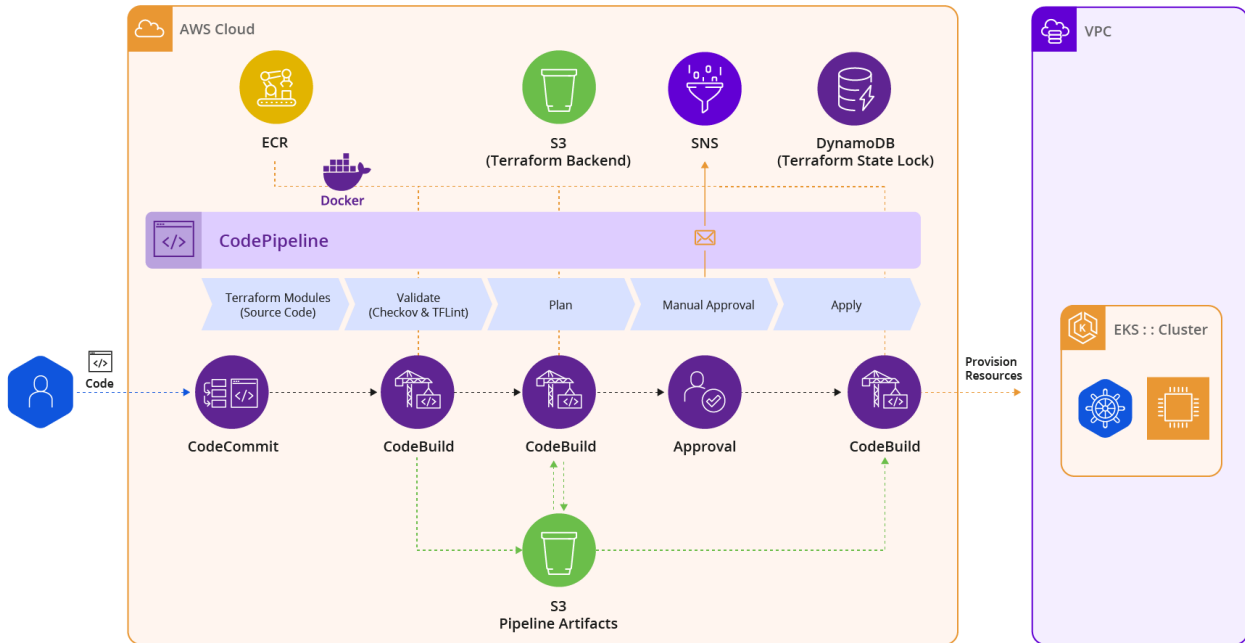 AWS Cloud
VPC
ECR
S3
(Terraform Backend)
SNS
DynamoDB
(Terraform State Lock)
Docker
</> CodePipeline
Terraform Modules
(Source Code)
Validate
(Checkov & TFLint)
Plan
Manual Approval
Apply
EKS : : Cluster
K
</>
Code
Provision
Resources
</>
</>
</>
</>
CodeCommit
CodeBuild
CodeBuild
Approval
CodeBuild
S3
Pipeline Artifacts